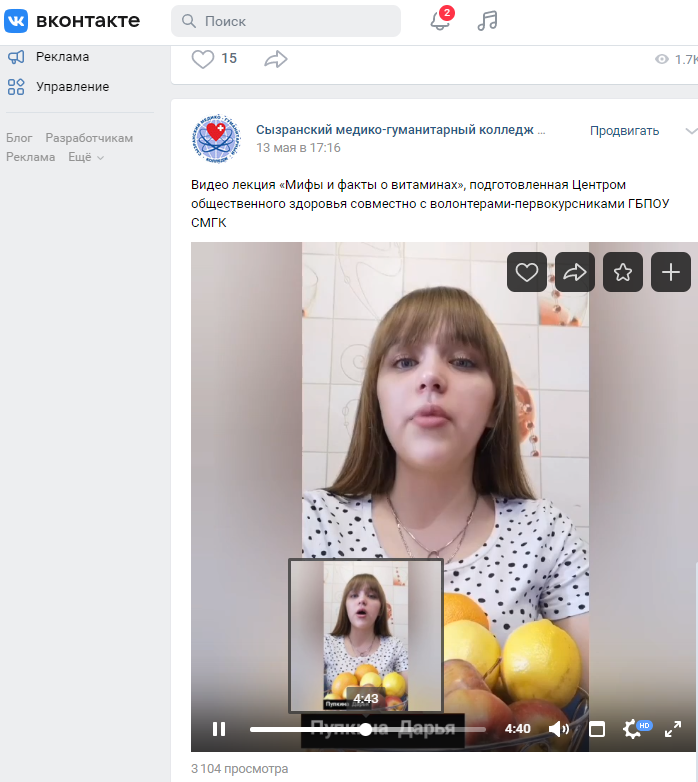 вконтакте
Поиск
2
Реклама
Управление
Блог Разработчикам
Реклама Ещё
15
1.7K
Сызранский медико-гуманитарный колледж ...
13 мая в 17:16
Продвигать
Видео лекция «Мифы и факты о витаминах», подготовленная Центром
общественного здоровья совместно с волонтерами-первокурсниками ГБПОУ
СМГК
4:43
Дарья
4:40
HD
3 104 просмотра